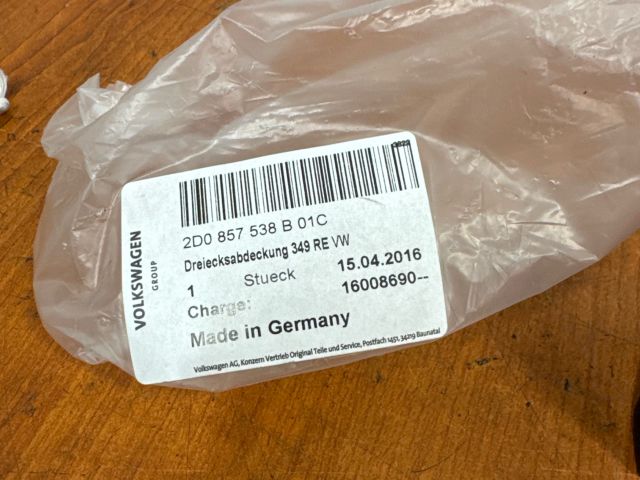 VOLKSWAGEN
GROUP
2D0 857 538 B 01C
Dreiecksabdeckung 349 RE VW
1 Stueck 15.04.2016
Charge: 16008690--
Made in Germany
Volkswagen AG, Konzern Vertrieb Original Teile und Service, Postfach 1451, 34219 Baunatal